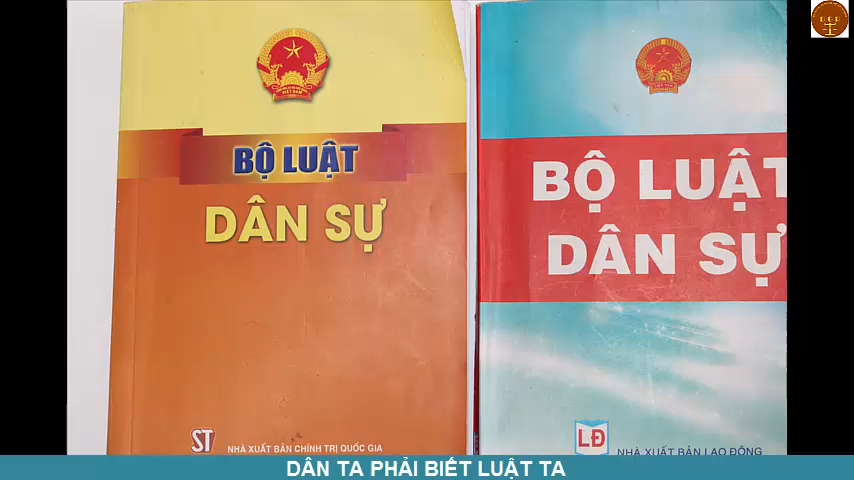 BỘ LUẬT
DÂN SỰ
ST
NHÀ XUẤT BẢN CHÍNH TRỊ QUỐC GIA
BỘ LUẬT
DÂN SỰ
LĐ
NHÀ XUẤT BẢN LAO ĐỘNG
DÂN TA PHẢI BIẾT LUẬT TA